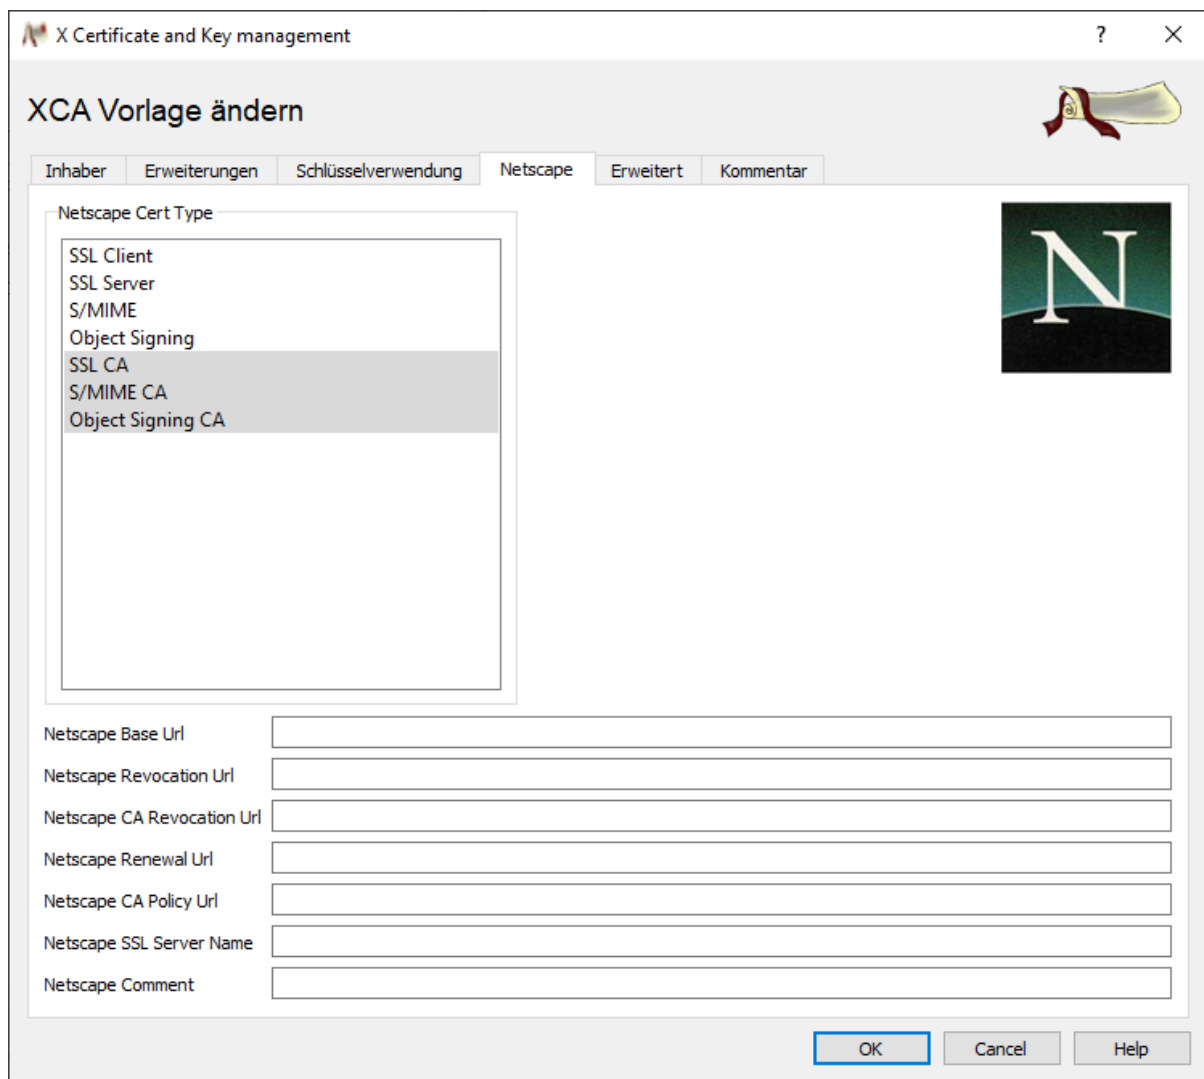 X Certificate and Key management
?
XCA Vorlage ändern
Inhaber Erweiterungen Schlüsselverwendung Netscape Erweitert Kommentar
Netscape Cert Type
SSL Client
SSL Server
S/MIME
Object Signing
SSL CA
S/MIME CA
Object Signing CA
N
Netscape Base Url
Netscape Revocation Url
Netscape CA Revocation Url
Netscape Renewal Url
Netscape CA Policy Url
Netscape SSL Server Name
Netscape Comment
OK Cancel Help